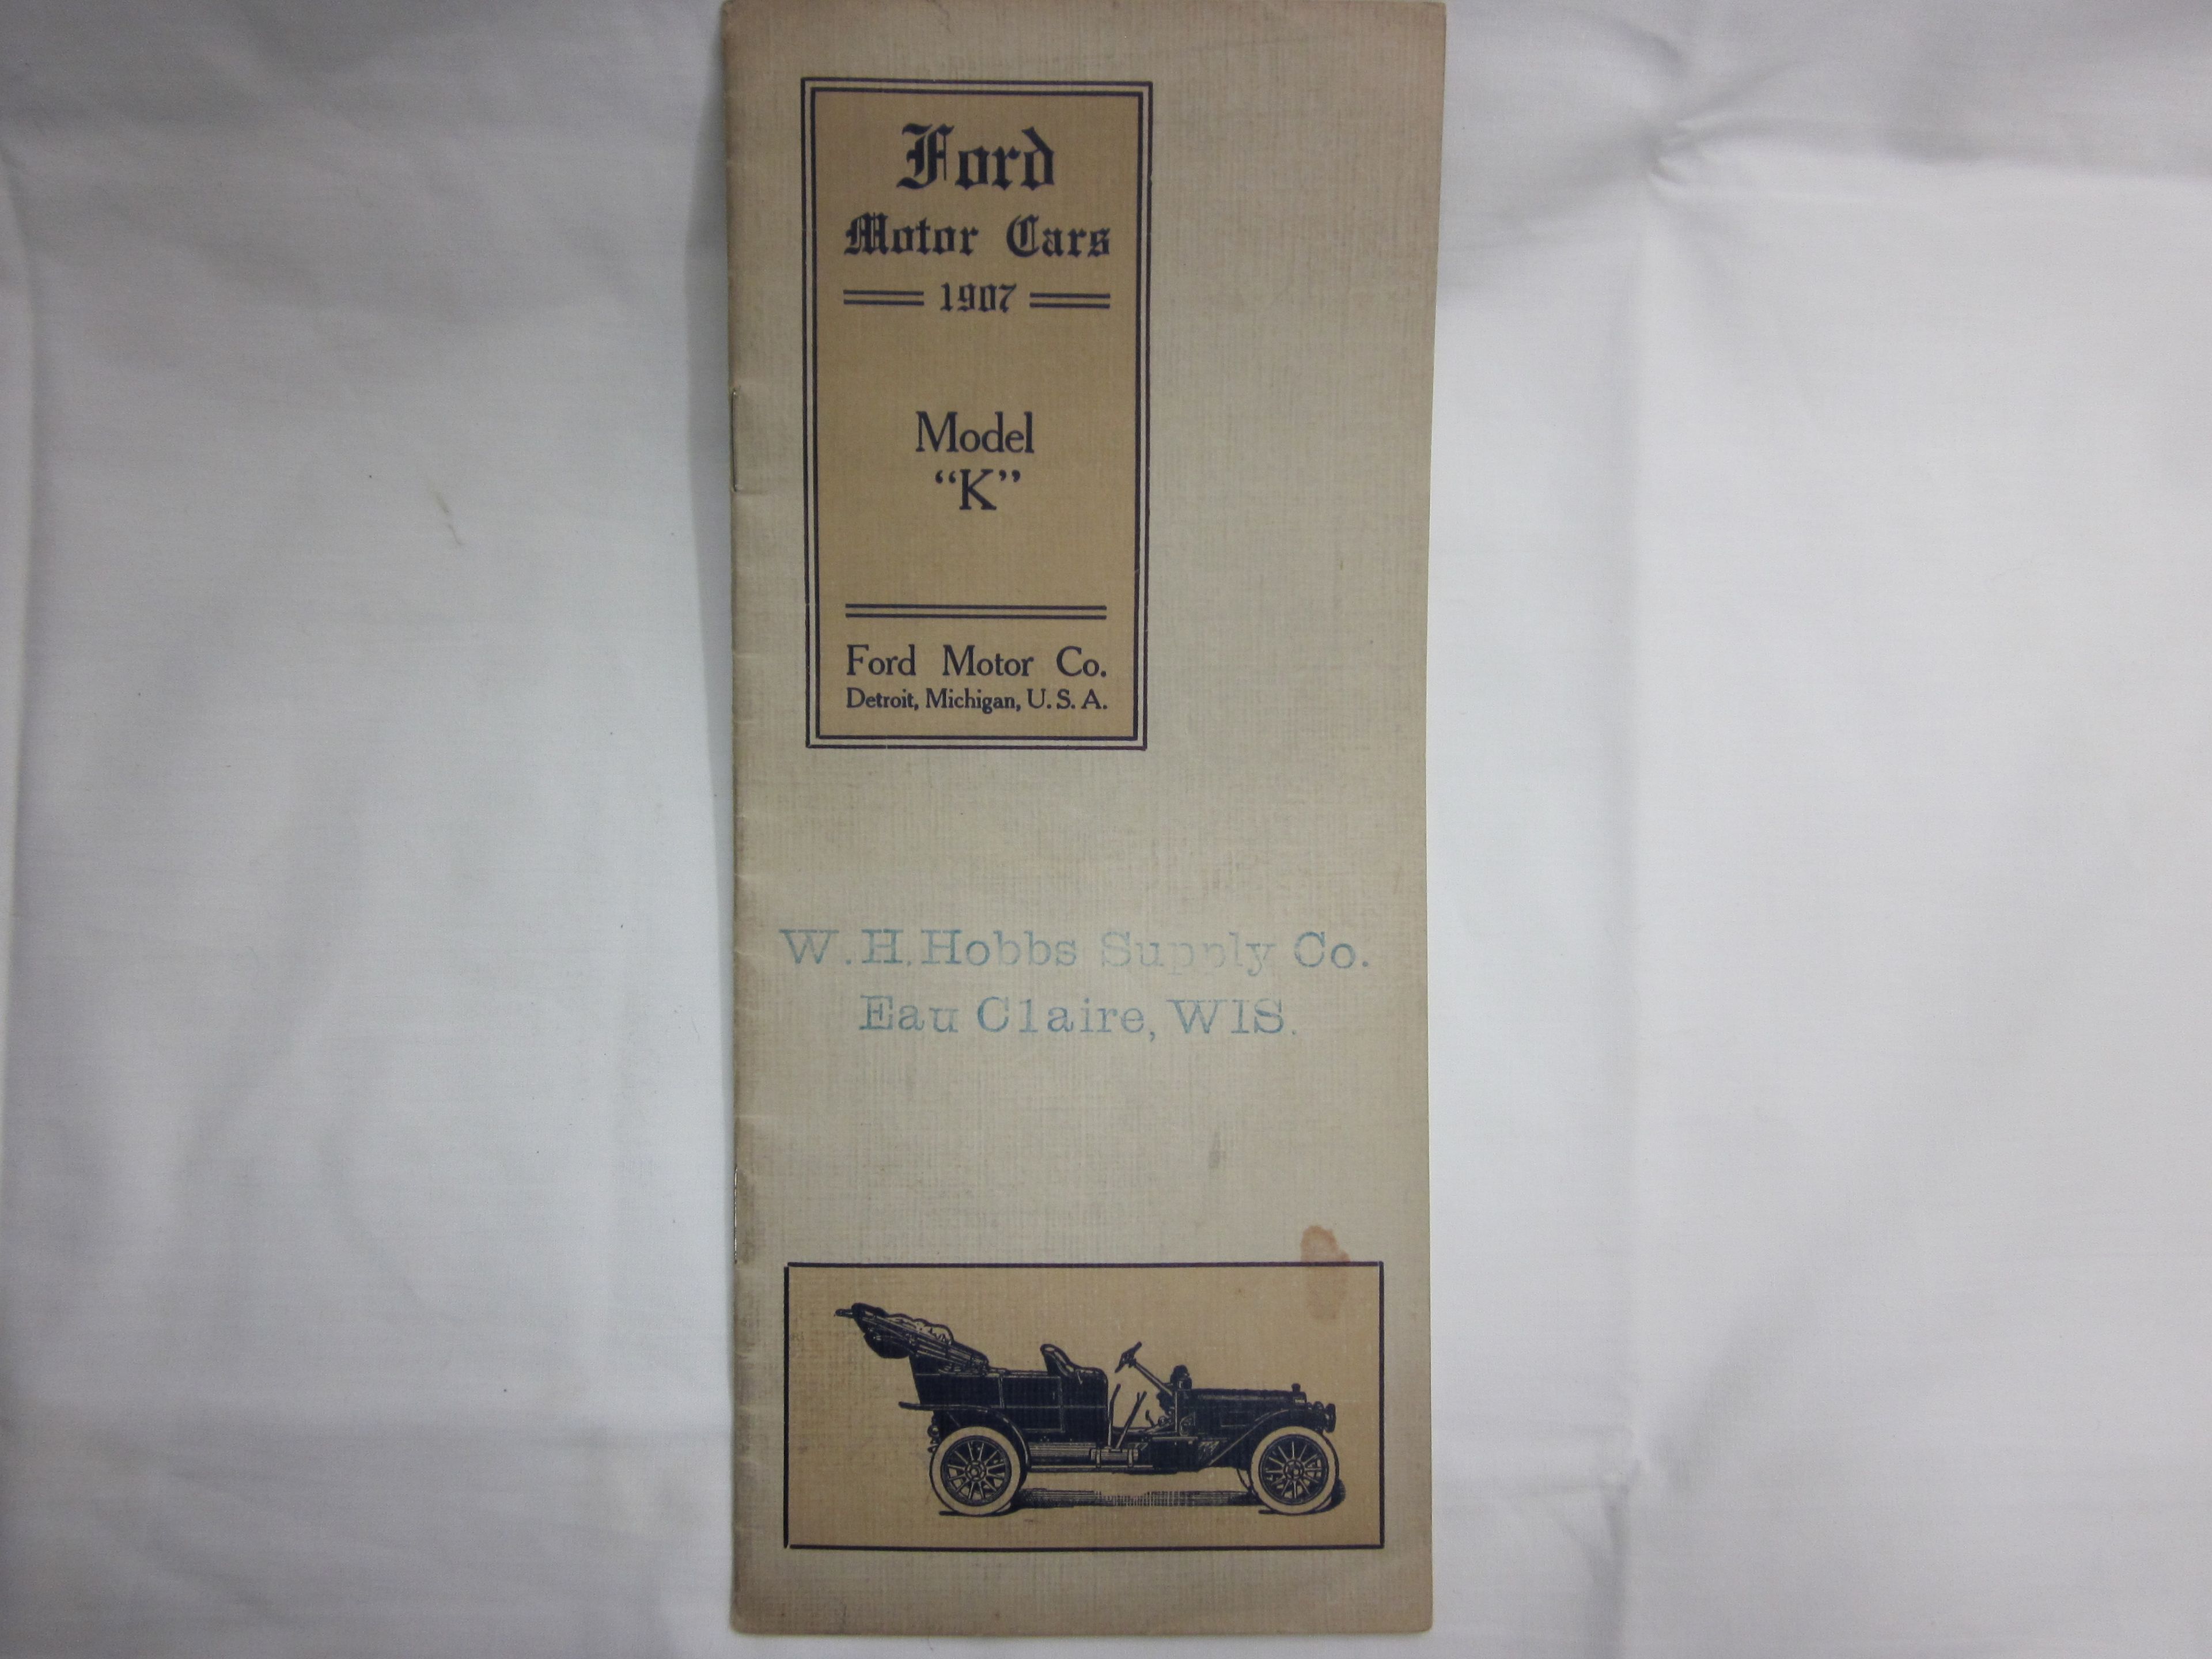 Ford
Motor Cars
1907
Model
“K”
Ford Motor Co.
Detroit, Michigan, U. S. A.
W. H. Hobbs Supply Co.
Eau Claire, WIS.